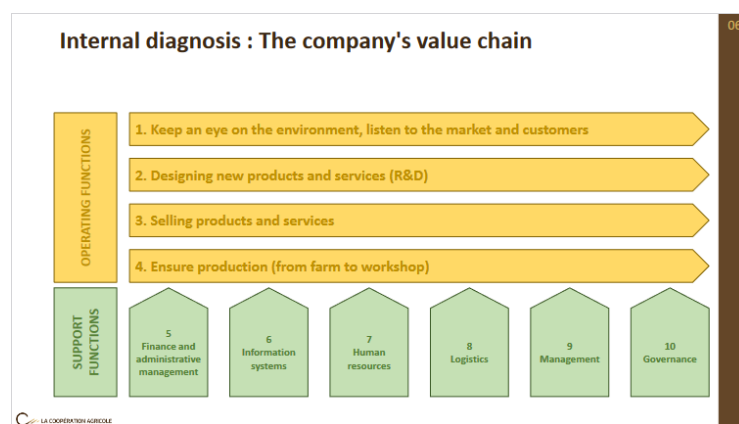 Internal diagnosis : The company's value chain
06
OPERATING FUNCTIONS
1. Keep an eye on the environment, listen to the market and customers
2. Designing new products and services (R&D)
3. Selling products and services
4. Ensure production (from farm to workshop)
SUPPORT
FUNCTIONS
5
Finance and
administrative
management
6
Information
systems
7
Human
resources
8
Logistics
9
Management
10
Governance
LA COOPÉRATION AGRICOLE